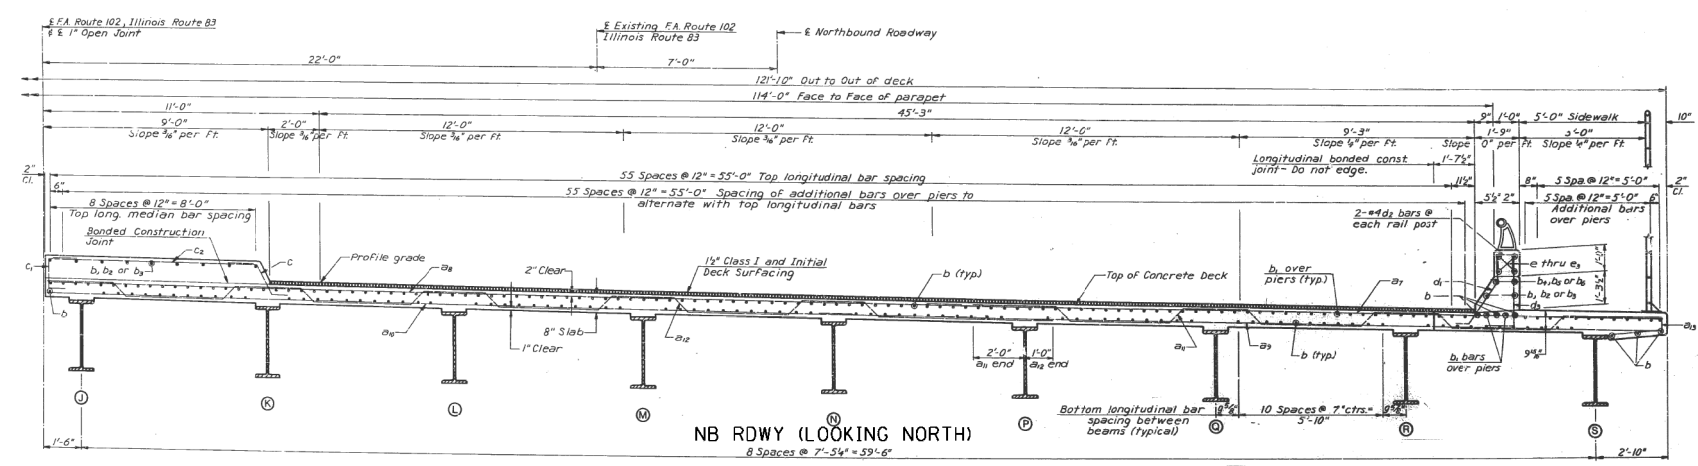 ℄ F.A. Route 102, Illinois Route 83
& ℄ 1" Open Joint
℄ Existing F.A. Route 102
Illinois Route 83
℄ Northbound Roadway
22'-0"
7'-0"
121'-10" Out to Out of deck
114'-0" Face to Face of parapet
11'-0"
45'-3"
9" 1'-0" 5'-0" Sidewalk 10"
9'-0"
Slope 3/16" per ft.
2'-0"
Slope 3/16" per ft.
12'-0"
Slope 3/16" per ft.
12'-0"
Slope 3/16" per ft.
12'-0"
Slope 3/16" per ft.
9'-3"
Slope ¼" per ft.
1'-9"
Slope 0" per ft.
5'-0"
Slope ¼" per ft.
Longitudinal bonded const.
joint - Do not edge.
1'-7½"
2"
Cl.
55 Spaces @ 12" = 55'-0" Top longitudinal bar spacing
11½"
8"
5 Spa. @ 12" = 5'-0"
2"
Cl.
6"
55 Spaces @ 12" = 55'-0" Spacing of additional bars over piers to
alternate with top longitudinal bars
5½" 2"
5 Spa. @ 12" = 5'-0"
6"
Additional bars
over piers
8 Spaces @ 12" = 8'-0"
Top long. median bar spacing
2-#4 d2 bars @
each rail post
Bonded Construction
Joint
c2
c
c1
b, b2 or b3
Profile grade
a8
2" Clear
1½" Class I and Initial
Deck Surfacing
b (typ.)
Top of Concrete Deck
b1 over
piers (typ.)
a7
d1
b
e thru e3
b4, b5 or b6
b, b2 or b3
d3
1'-0"
1'-3½"
a13
b
a10
1" Clear
8" Slab
a12
2'-0"
a11 end
1'-0"
a12 end
a11
a9
b (typ.)
b1 bars
over piers
b
Bottom longitudinal bar
spacing between
beams (typical)
10 Spaces @ 7" ctrs. =
5'-10"
J K L M N P Q R S
NB RDWY (LOOKING NORTH)
1'-6"
8 Spaces @ 7'-5¼" = 59'-6"
2'-10"